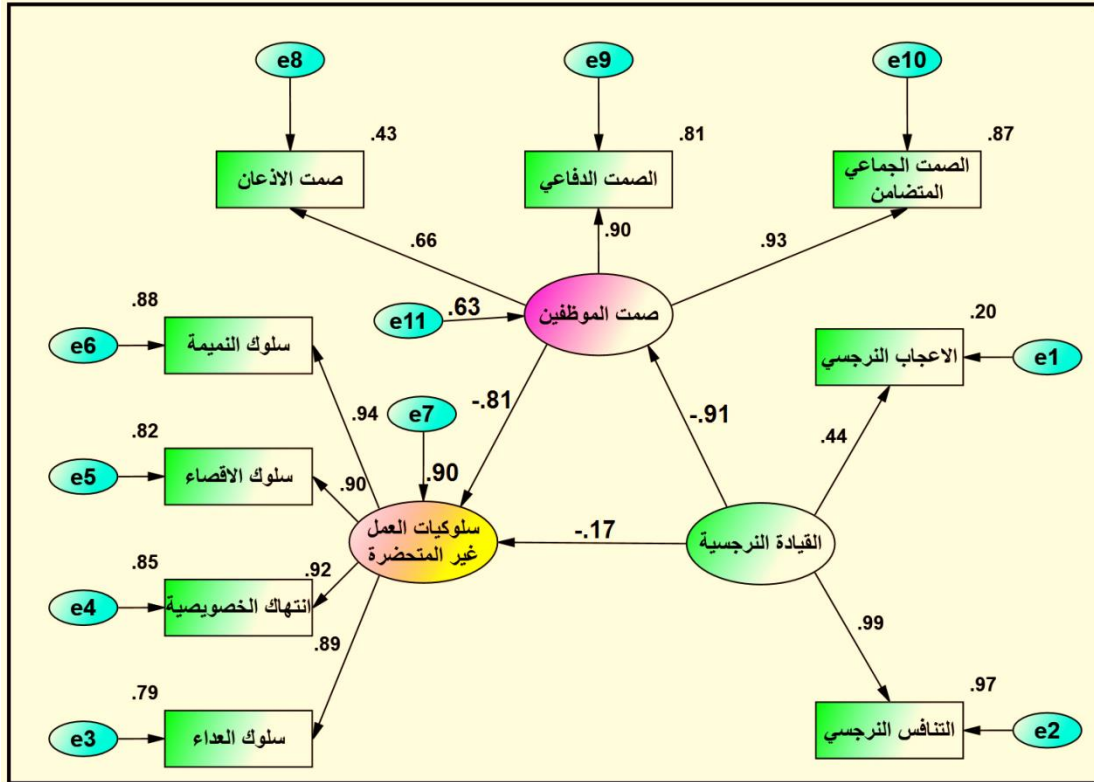 e8
e9
e10
.43
.81
.87
صمت الاذعان
الصمت الدفاعي
الصمت الجماعي
المتضامن
.66
.90
.93
e11
.63
صمت الموظفين
.88
e6
سلوك النميمة
.20
الاعجاب النرجسي
e1
.94
e7
-.81
-.91
.44
.82
e5
سلوك الاقصاء
.90
.90
سلوكيات العمل
غير المتحضرة
-.17
القيادة النرجسية
.85
e4
انتهاك الخصويصية
.92
.89
.99
.79
e3
سلوك العداء
.97
التنافس النرجسي
e2